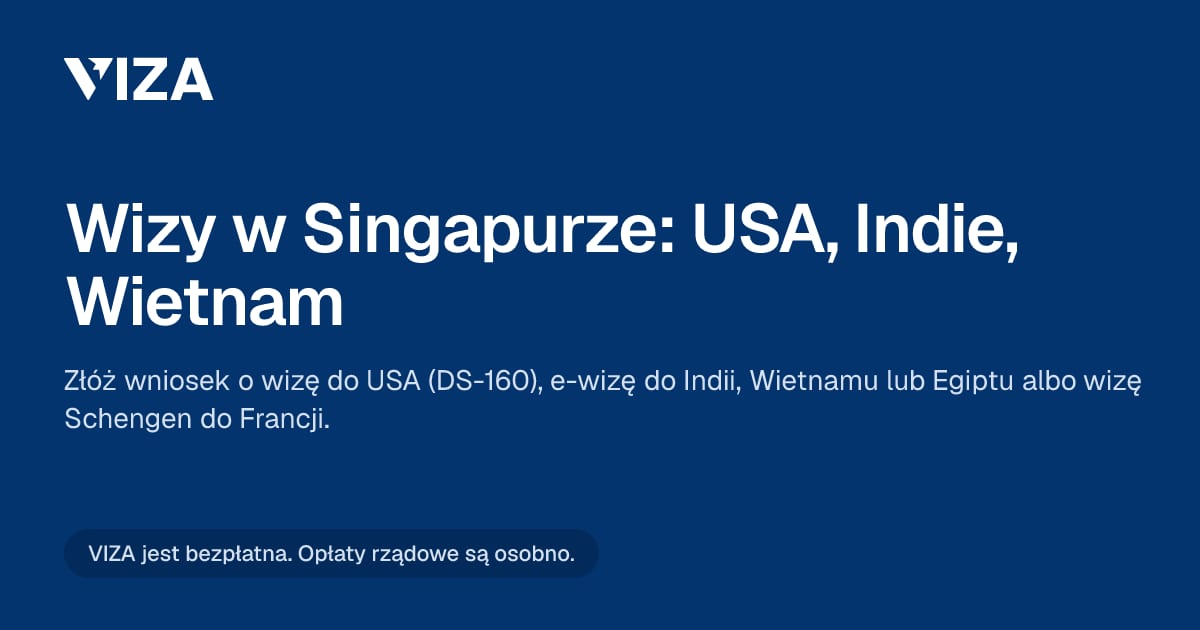 VIZA
Wizy w Singapurze: USA, Indie,
Wietnam
Złóż wniosek o wizę do USA (DS-160), e-wizę do Indii, Wietnamu lub Egiptu albo wizę
Schengen do Francji.
VIZA jest bezpłatna. Opłaty rządowe są osobno.